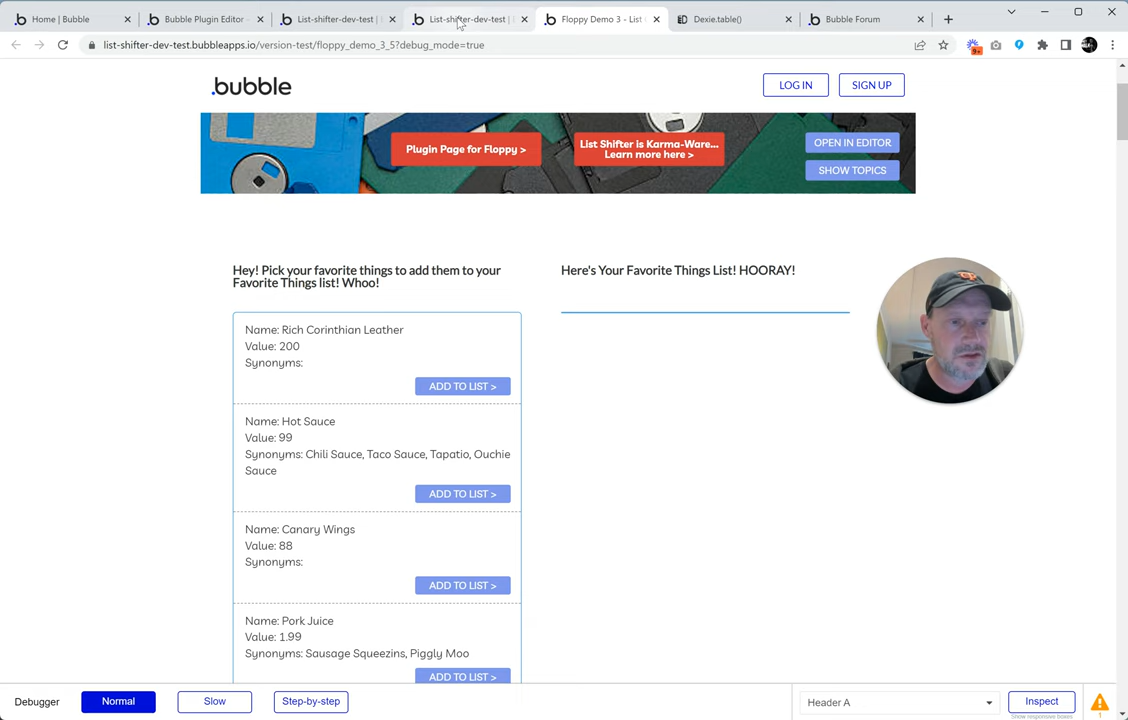 Home | Bubble
Bubble Plugin Editor -
List-shifter-dev-test |
List-shifter-dev-test |
Floppy Demo 3 - List
Dexie.table()
Bubble Forum
list-shifter-dev-test.bubbleapps.io/version-test/floppy_demo_3_5?debug_mode=true
9+
.bubble
LOG IN
SIGN UP
Plugin Page for Floppy >
List Shifter is Karma-Ware...
Learn more here >
OPEN IN EDITOR
SHOW TOPICS
Hey! Pick your favorite things to add them to your
Favorite Things list! Whoo!
Here's Your Favorite Things List! HOORAY!
Name: Rich Corinthian Leather
Value: 200
Synonyms:
ADD TO LIST >
Name: Hot Sauce
Value: 99
Synonyms: Chili Sauce, Taco Sauce, Tapatio, Ouchie
Sauce
ADD TO LIST >
Name: Canary Wings
Value: 88
Synonyms:
ADD TO LIST >
Name: Pork Juice
Value: 1.99
Synonyms: Sausage Squeezins, Piggly Moo
ADD TO LIST >
Debugger
Normal
Slow
Step-by-step
Header A
Inspect
Show responsive boxes
1